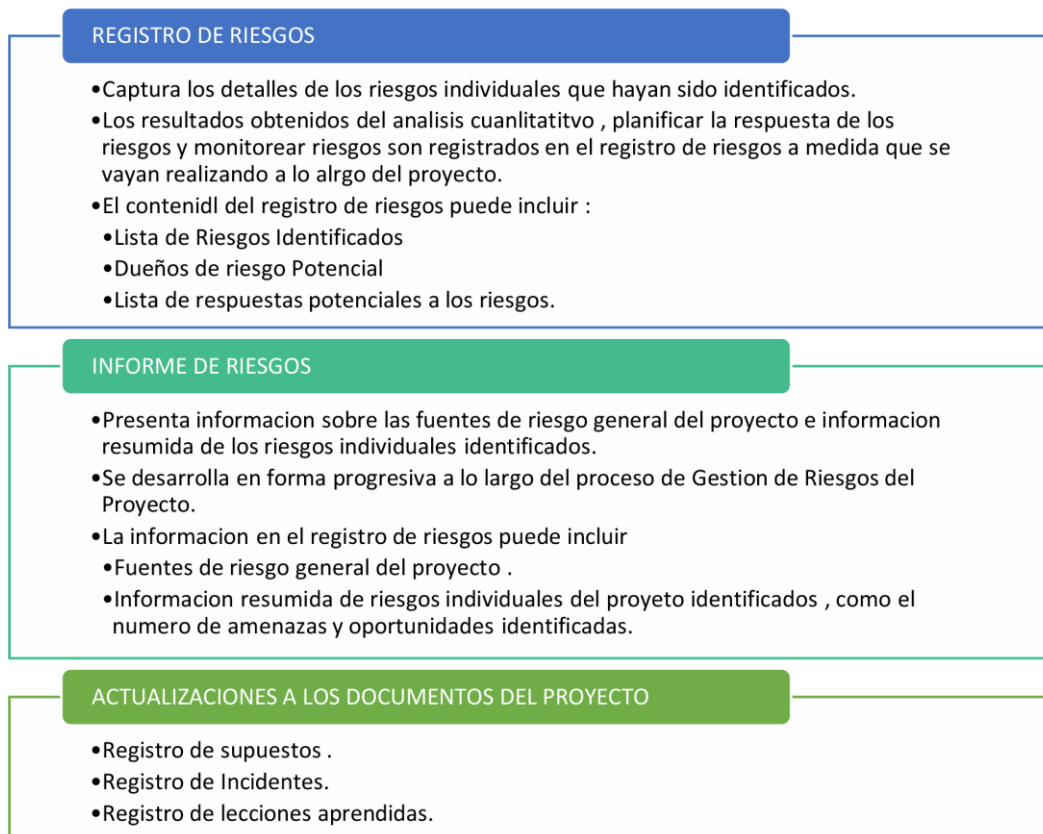 REGISTRO DE RIESGOS
•Captura los detalles de los riesgos individuales que hayan sido identificados.
•Los resultados obtenidos del analisis cuanlitatitvo , planificar la respuesta de los
riesgos y monitorear riesgos son registrados en el registro de riesgos a medida que se
vayan realizando a lo alrgo del proyecto.
•El contenidl del registro de riesgos puede incluir :
•Lista de Riesgos Identificados
•Dueños de riesgo Potencial
•Lista de respuestas potenciales a los riesgos.
INFORME DE RIESGOS
•Presenta informacion sobre las fuentes de riesgo general del proyecto e informacion
resumida de los riesgos individuales identificados.
•Se desarrolla en forma progresiva a lo largo del proceso de Gestion de Riesgos del
Proyecto.
•La informacion en el registro de riesgos puede incluir
•Fuentes de riesgo general del proyecto .
•Informacion resumida de riesgos individuales del proyeto identificados , como el
numero de amenazas y oportunidades identificadas.
ACTUALIZACIONES A LOS DOCUMENTOS DEL PROYECTO
•Registro de supuestos .
•Registro de Incidentes.
•Registro de lecciones aprendidas.